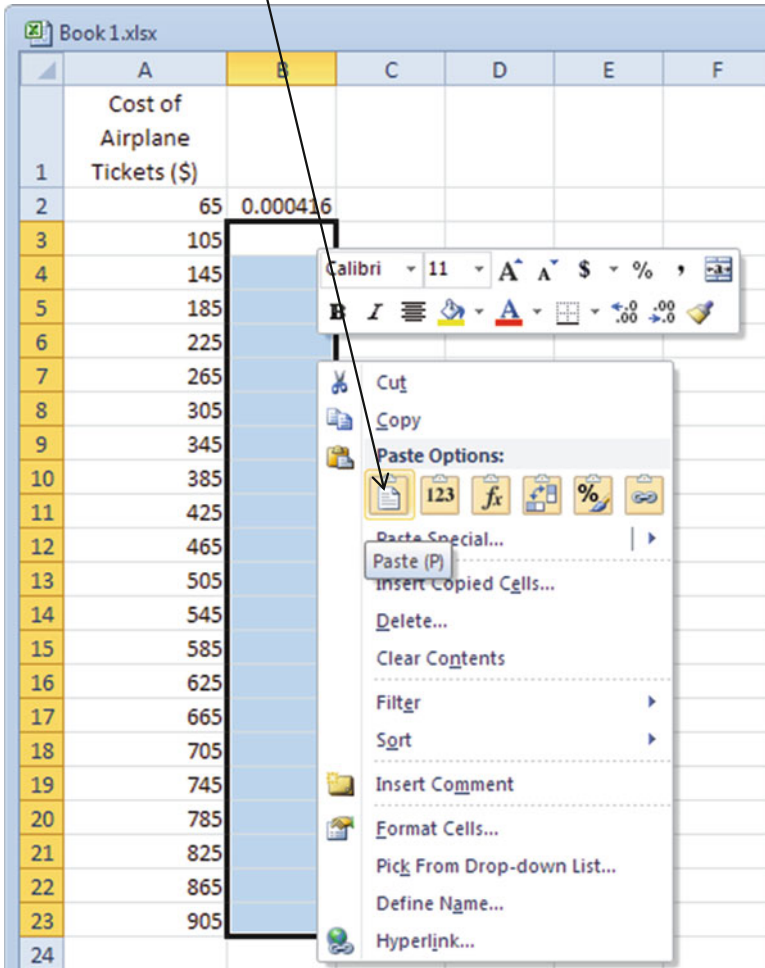 Book 1.xlsx
A B C D E F
Cost of
Airplane
1 Tickets ($)
2 65 0.000416
3 105
4 145
5 185
6 225
7 265
8 305
9 345
10 385
11 425
12 465
13 505
14 545
15 585
16 625
17 665
18 705
19 745
20 785
21 825
22 865
23 905
24
Calibri 11 A A $ % , a
B I A .0 .00 .00 .0
Cut
Copy
Paste Options:
123 fx %
Paste Special...
Paste (P)
Insert Copied Cells...
Delete...
Clear Contents
Filter
Sort
Insert Comment
Format Cells...
Pick From Drop-down List...
Define Name...
Hyperlink...